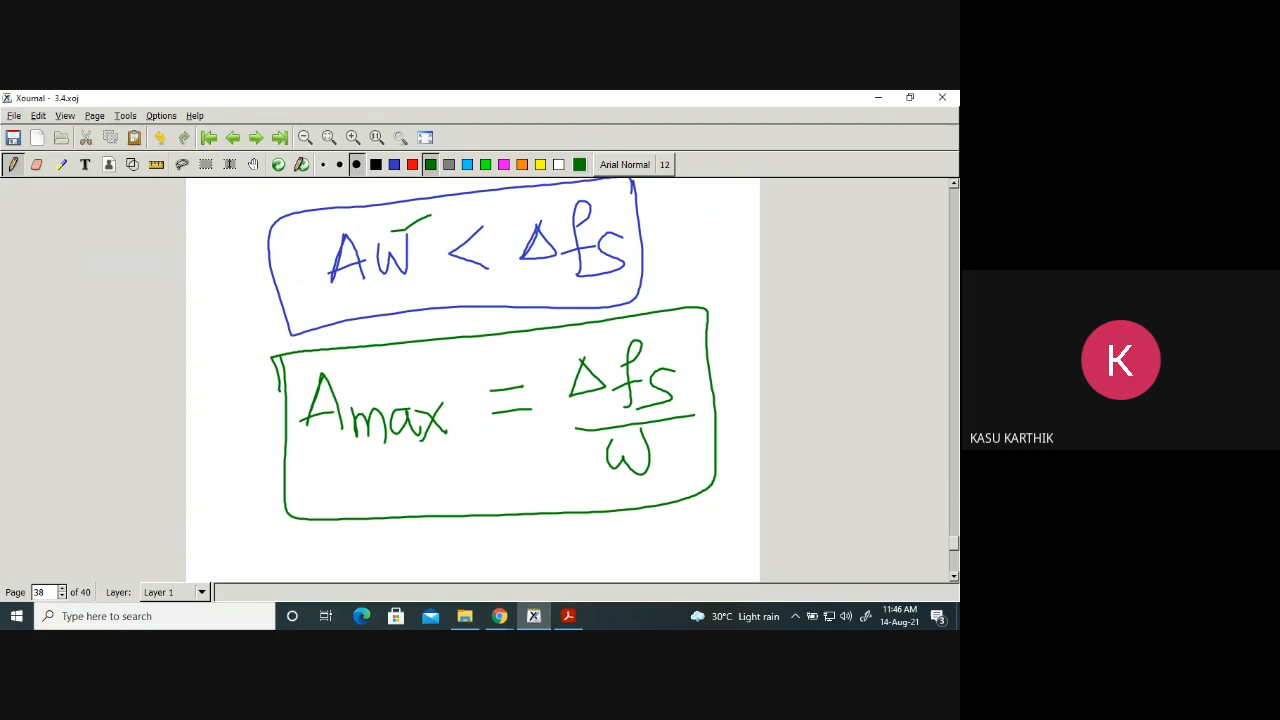 Xournal - 3.4.xoj
File Edit View Page Tools Options Help
Arial Normal 12
AW < Δfs
Amax = Δfs / W
K
KASU KARTHIK
Page 38 of 40 Layer: Layer 1
Type here to search
30°C Light rain
11:46 AM
14-Aug-21
3